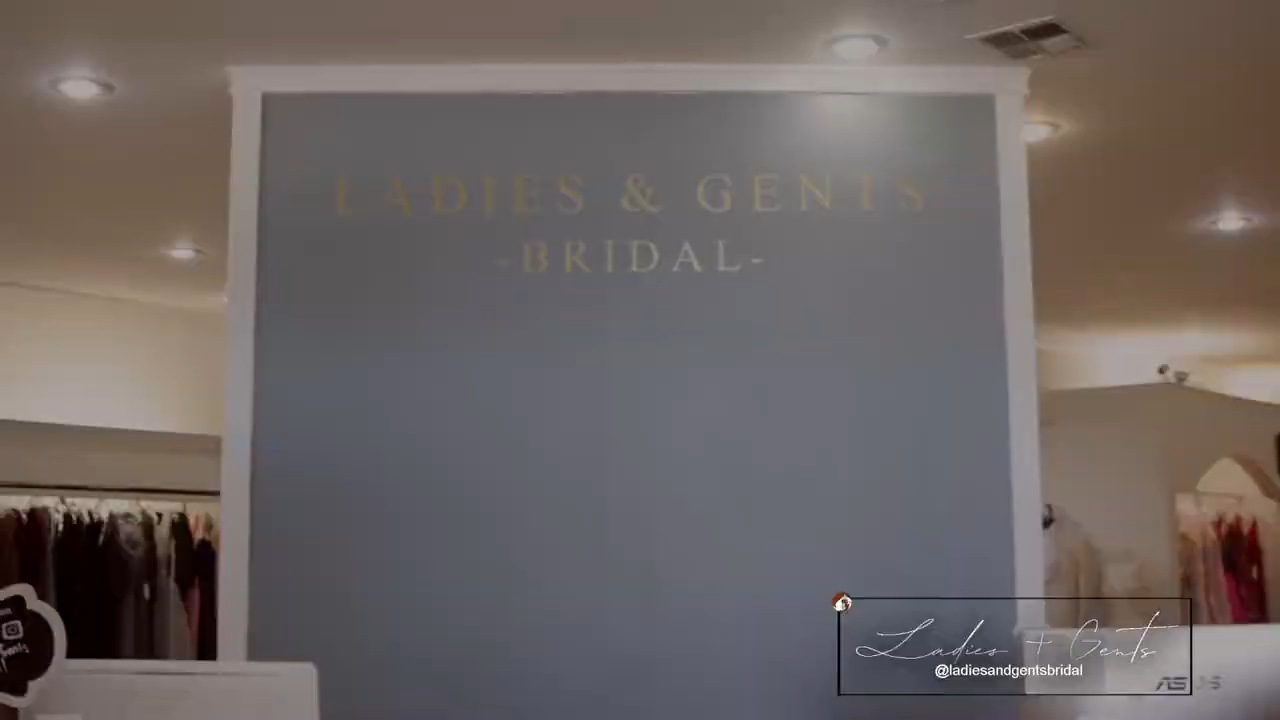 LADIES & GENTS
-BRIDAL-
Ladies + Gents
@ladiesandgentsbridal